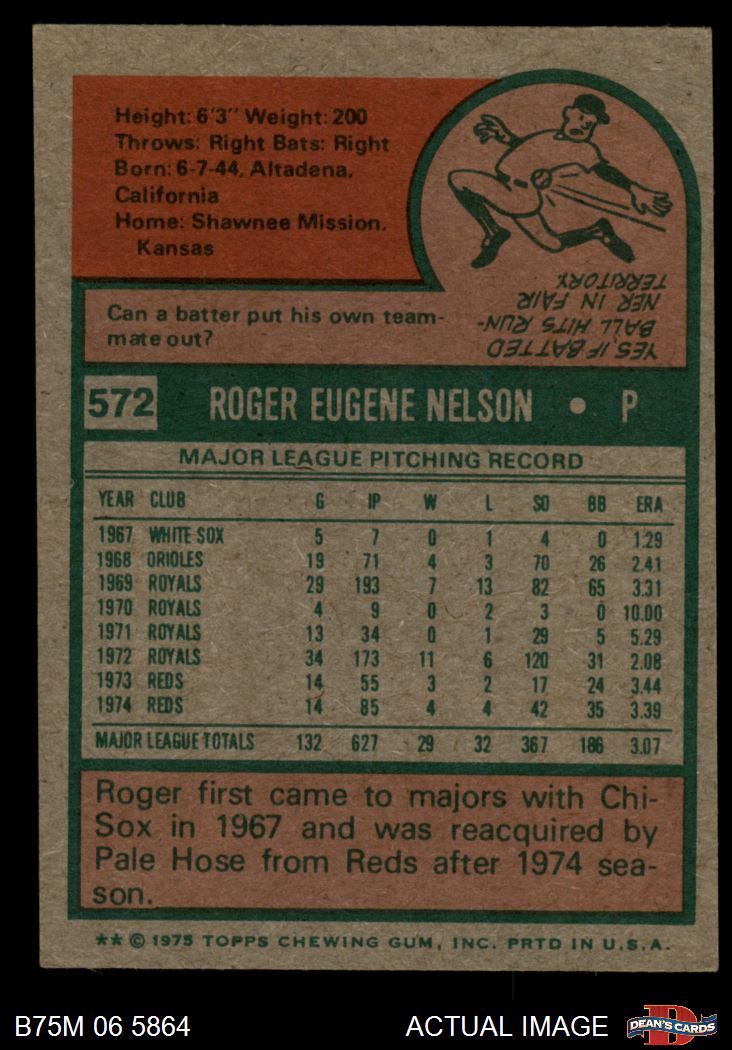 Height: 6'3" Weight: 200
Throws: Right Bats: Right
Born: 6-7-44, Altadena,
California
Home: Shawnee Mission,
Kansas
Can a batter put his own team-
mate out?
YES, IF BATTED
BALL HITS RUN-
NER IN FAIR
TERRITORY.
572 ROGER EUGENE NELSON • P
MAJOR LEAGUE PITCHING RECORD
YEAR CLUB G IP W L SO BB ERA
1967 WHITE SOX 5 7 0 1 4 0 1.29
1968 ORIOLES 19 71 4 3 70 26 2.41
1969 ROYALS 29 193 7 13 82 65 3.31
1970 ROYALS 4 9 0 2 3 0 10.00
1971 ROYALS 13 34 0 1 29 5 5.29
1972 ROYALS 34 173 11 6 120 31 2.08
1973 REDS 14 55 3 2 17 24 3.44
1974 REDS 14 85 4 4 42 35 3.39
MAJOR LEAGUE TOTALS 132 627 29 32 367 186 3.07
Roger first came to majors with Chi-
Sox in 1967 and was reacquired by
Pale Hose from Reds after 1974 sea-
son.
** © 1975 TOPPS CHEWING GUM, INC. PRTD IN U.S.A.
B75M 06 5864 ACTUAL IMAGE D DEAN'S CARDS